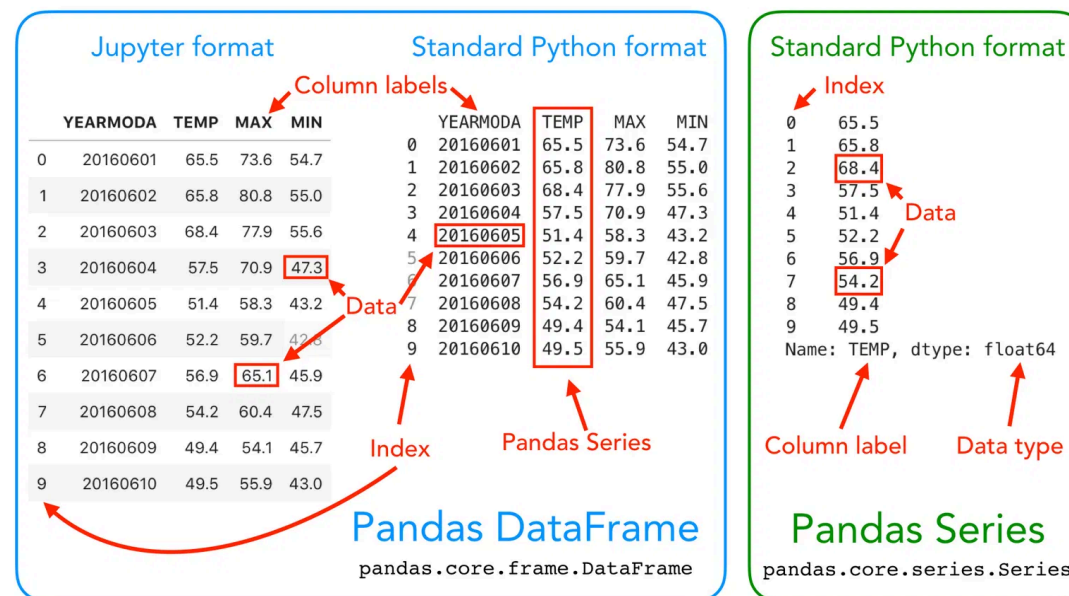 Jupyter format
Standard Python format
Column labels
YEARMODA TEMP MAX MIN
0 20160601 65.5 73.6 54.7
1 20160602 65.8 80.8 55.0
2 20160603 68.4 77.9 55.6
3 20160604 57.5 70.9 47.3
4 20160605 51.4 58.3 43.2
5 20160606 52.2 59.7 42.8
6 20160607 56.9 65.1 45.9
7 20160608 54.2 60.4 47.5
8 20160609 49.4 54.1 45.7
9 20160610 49.5 55.9 43.0
YEARMODA TEMP MAX MIN
0 20160601 65.5 73.6 54.7
1 20160602 65.8 80.8 55.0
2 20160603 68.4 77.9 55.6
3 20160604 57.5 70.9 47.3
4 20160605 51.4 58.3 43.2
5 20160606 52.2 59.7 42.8
6 20160607 56.9 65.1 45.9
7 20160608 54.2 60.4 47.5
8 20160609 49.4 54.1 45.7
9 20160610 49.5 55.9 43.0
Data
Index
Pandas Series
Pandas DataFrame
pandas.core.frame.DataFrame
Standard Python format
Index
0 65.5
1 65.8
2 68.4
3 57.5
4 51.4
5 52.2
6 56.9
7 54.2
8 49.4
9 49.5
Name: TEMP, dtype: float64
Data
Column label
Data type
Pandas Series
pandas.core.series.Series